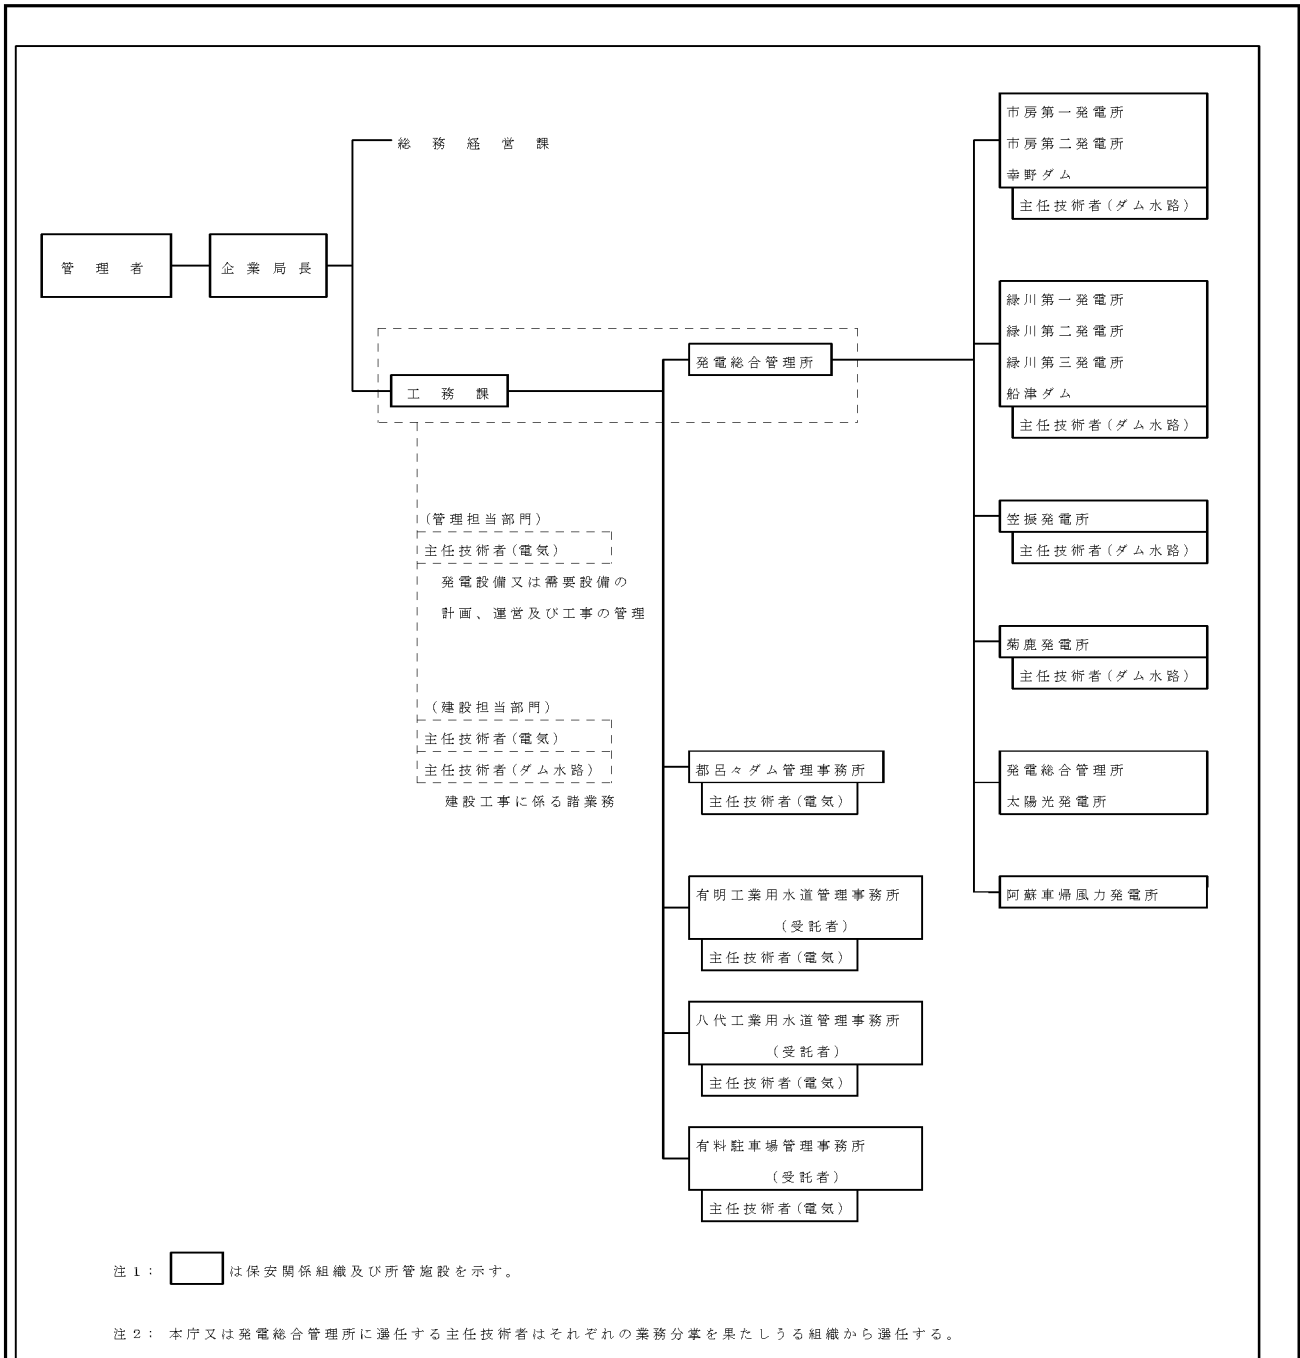 総務経営課
管理者
企業局長
工務課
発電総合管理所
(管理担当部門)
主任技術者(電気)
発電設備又は需要設備の
計画、運営及び工事の管理
(建設担当部門)
主任技術者(電気)
主任技術者(ダム水路)
建設工事に係る諸業務
都呂々ダム管理事務所
主任技術者(電気)
有明工業用水道管理事務所
(受託者)
主任技術者(電気)
八代工業用水道管理事務所
(受託者)
主任技術者(電気)
有料駐車場管理事務所
(受託者)
主任技術者(電気)
市房第一発電所
市房第二発電所
幸野ダム
主任技術者(ダム水路)
緑川第一発電所
緑川第二発電所
緑川第三発電所
船津ダム
主任技術者(ダム水路)
笠振発電所
主任技術者(ダム水路)
菊鹿発電所
主任技術者(ダム水路)
発電総合管理所
太陽光発電所
阿蘇車帰風力発電所
注1: は保安関係組織及び所管施設を示す。
注2: 本庁又は発電総合管理所に選任する主任技術者はそれぞれの業務分掌を果たしうる組織から選任する。